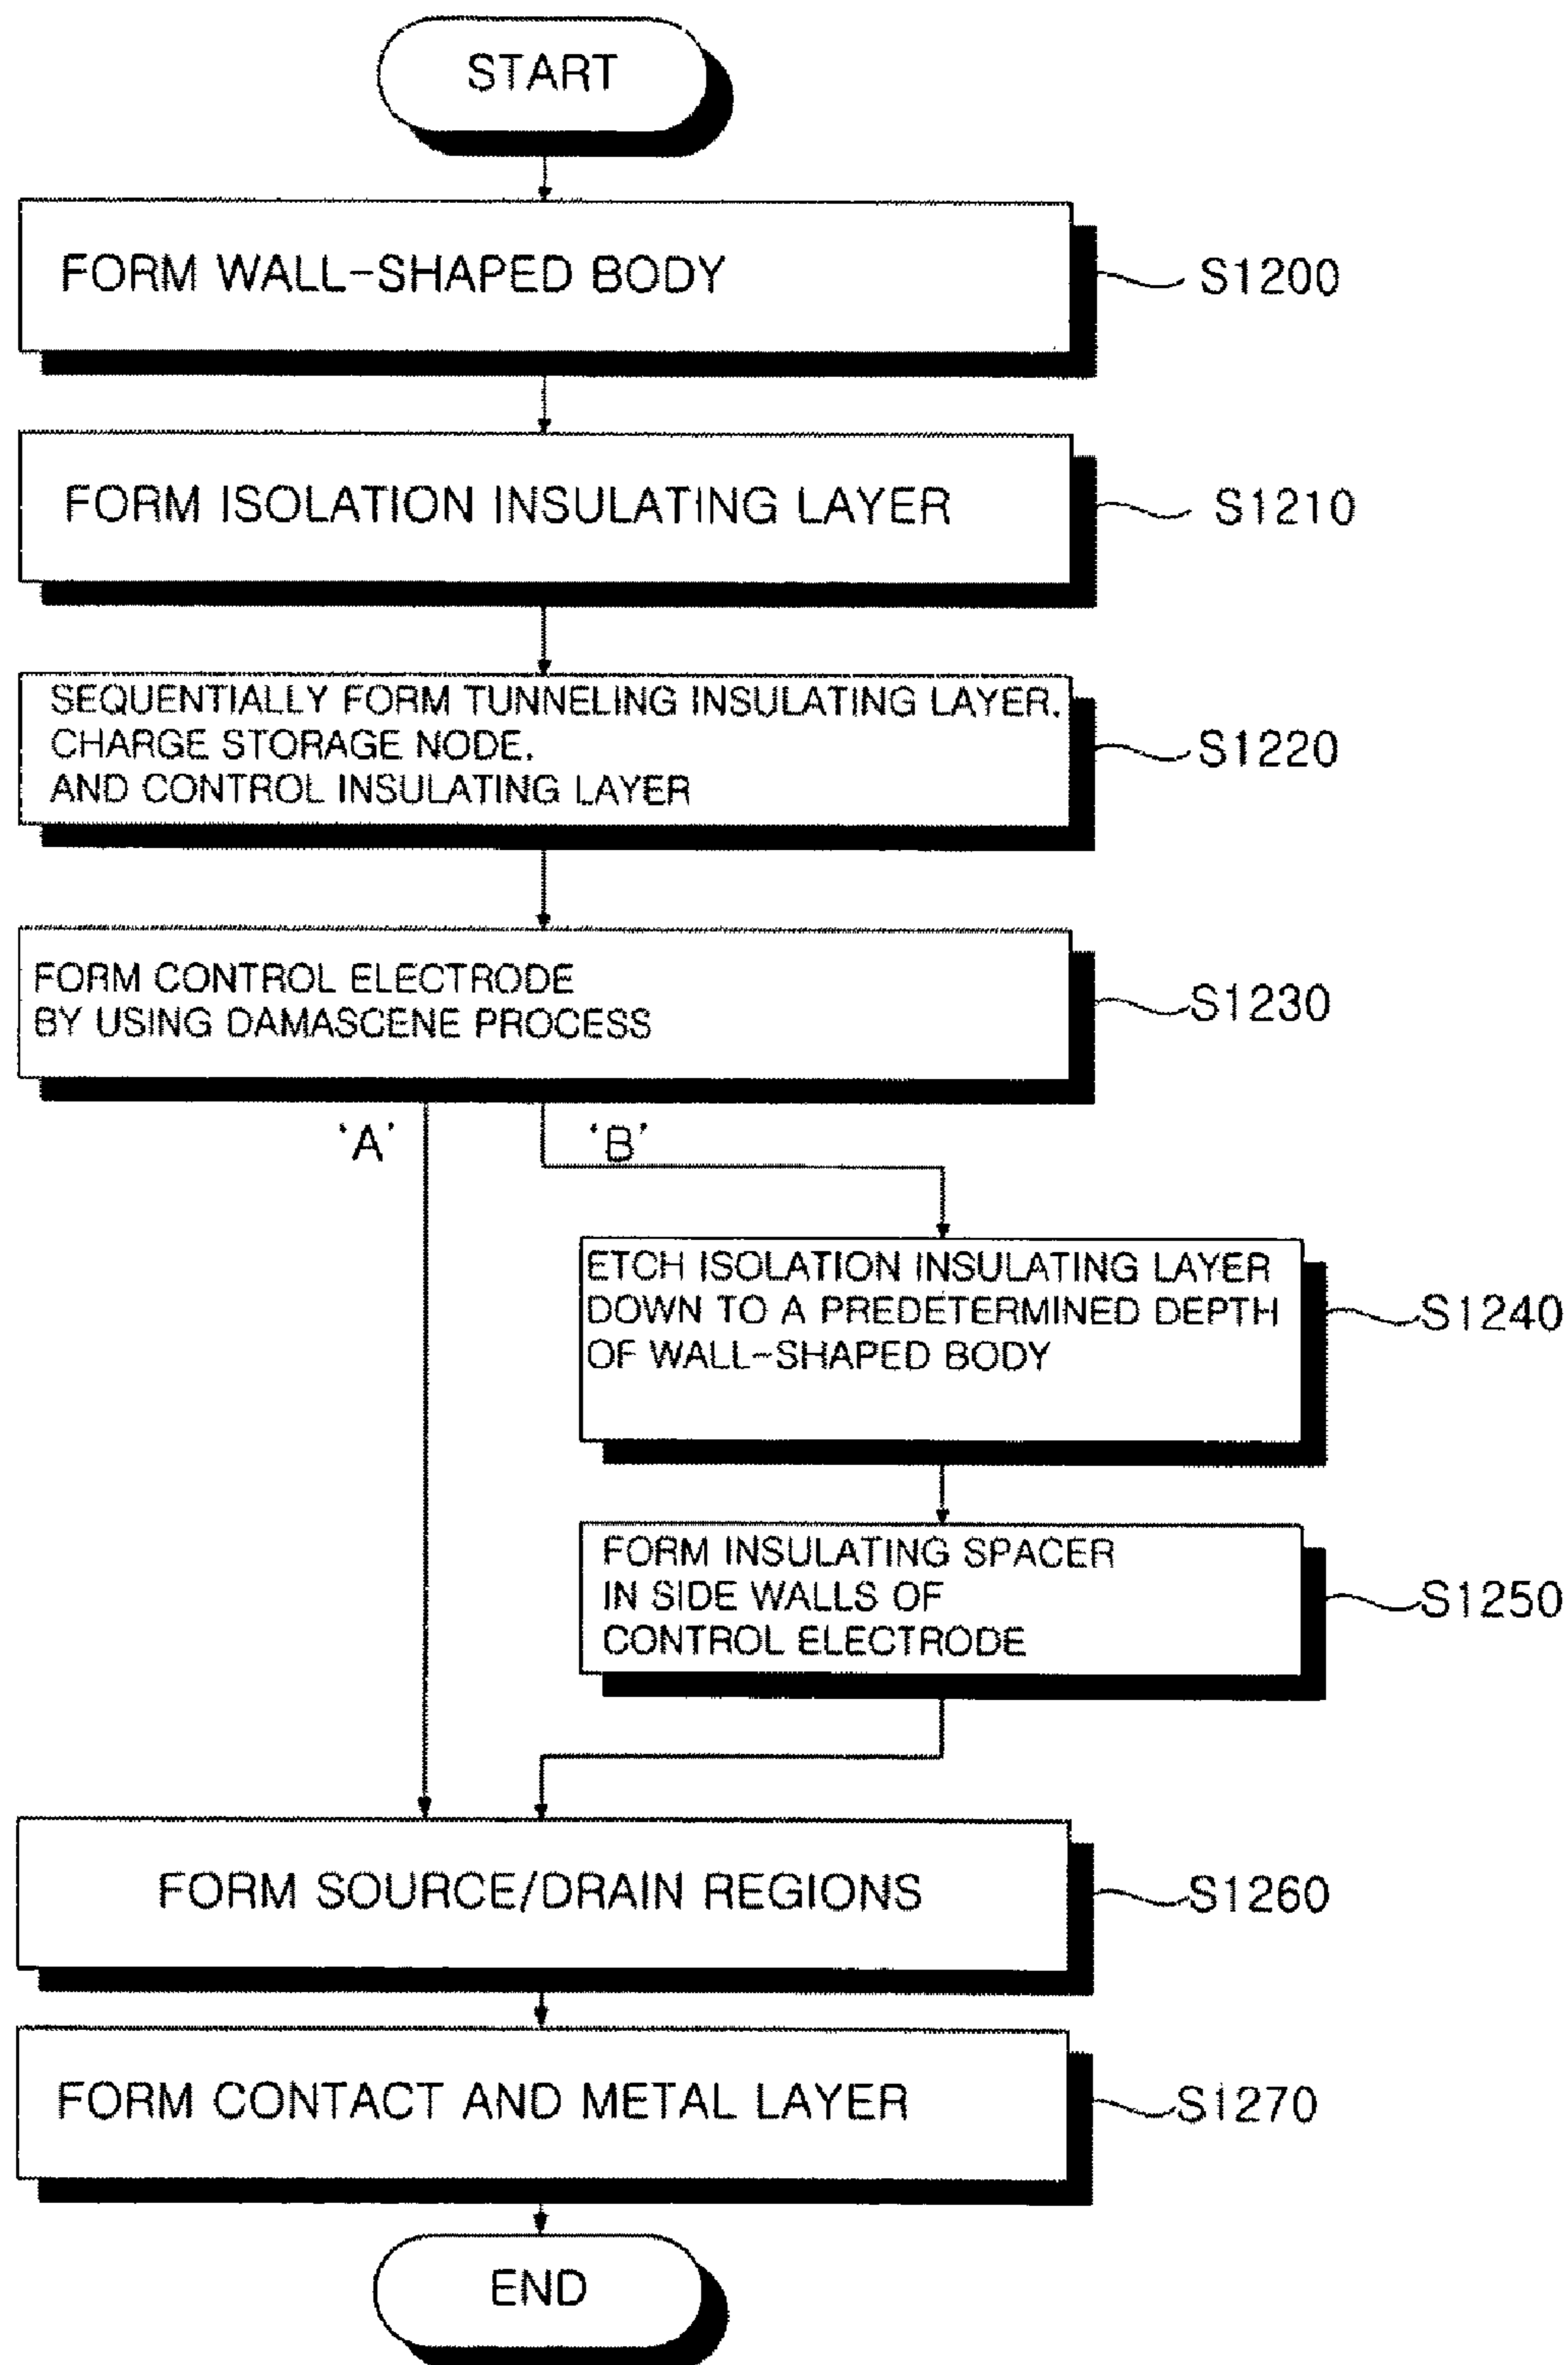 START
FORM WALL-SHAPED BODY
S1200
FORM ISOLATION INSULATING LAYER
S1210
SEQUENTIALLY FORM TUNNELING INSULATING LAYER,
CHARGE STORAGE NODE,
AND CONTROL INSULATING LAYER
S1220
FORM CONTROL ELECTRODE
BY USING DAMASCENE PROCESS
S1230
'A'
'B'
ETCH ISOLATION INSULATING LAYER
DOWN TO A PREDETERMINED DEPTH
OF WALL-SHAPED BODY
S1240
FORM INSULATING SPACER
IN SIDE WALLS OF
CONTROL ELECTRODE
S1250
FORM SOURCE/DRAIN REGIONS
S1260
FORM CONTACT AND METAL LAYER
S1270
END